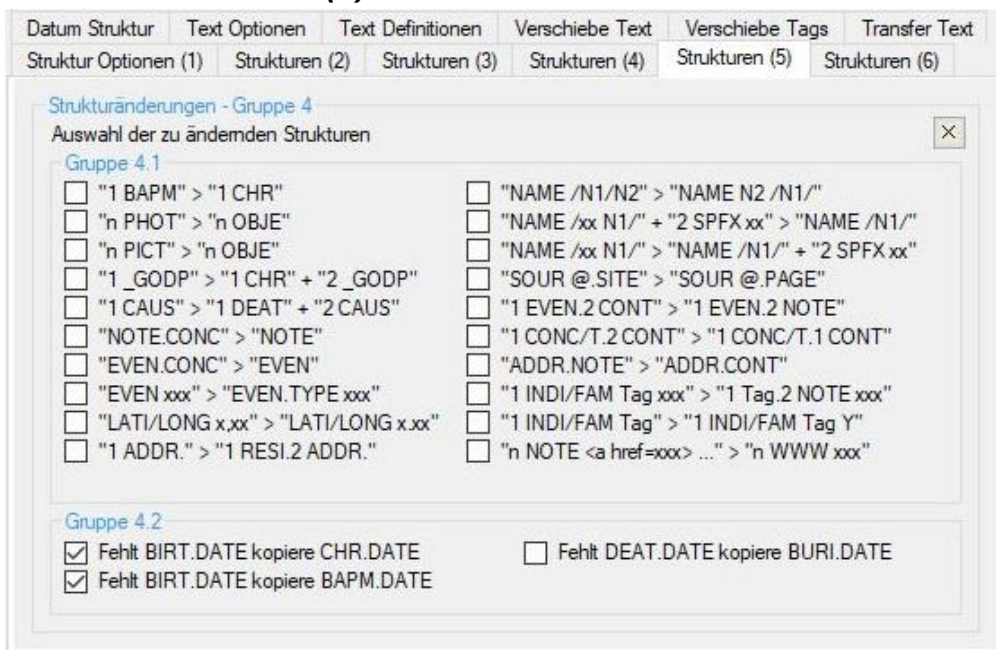 Datum Struktur Text Optionen Text Definitionen Verschiebe Text Verschiebe Tags Transfer Text
Struktur Optionen (1) Strukturen (2) Strukturen (3) Strukturen (4) Strukturen (5) Strukturen (6)
Strukturänderungen - Gruppe 4
Auswahl der zu ändernden Strukturen
Gruppe 4.1
"1 BAPM" > "1 CHR"
"n PHOT" > "n OBJE"
"n PICT" > "n OBJE"
"1 _GODP" > "1 CHR" + "2 _GODP"
"1 CAUS" > "1 DEAT" + "2 CAUS"
"NOTE.CONC" > "NOTE"
"EVEN.CONC" > "EVEN"
"EVEN xxx" > "EVEN.TYPE xxx"
"LATI/LONG x,xx" > "LATI/LONG x.xx"
"1 ADDR." > "1 RESI.2 ADDR."
"NAME /N1/N2" > "NAME N2 /N1/"
"NAME /xx N1/" + "2 SPFX xx" > "NAME /N1/"
"NAME /xx N1/" > "NAME /N1/" + "2 SPFX xx"
"SOUR @.SITE" > "SOUR @.PAGE"
"1 EVEN.2 CONT" > "1 EVEN.2 NOTE"
"1 CONC/T.2 CONT" > "1 CONC/T.1 CONT"
"ADDR.NOTE" > "ADDR.CONT"
"1 INDI/FAM Tag xxx" > "1 Tag.2 NOTE xxx"
"1 INDI/FAM Tag" > "1 INDI/FAM Tag Y"
"n NOTE <a href=xxx> ..." > "n WWW xxx"
Gruppe 4.2
Fehlt BIRT.DATE kopiere CHR.DATE
Fehlt BIRT.DATE kopiere BAPM.DATE
Fehlt DEAT.DATE kopiere BURI.DATE